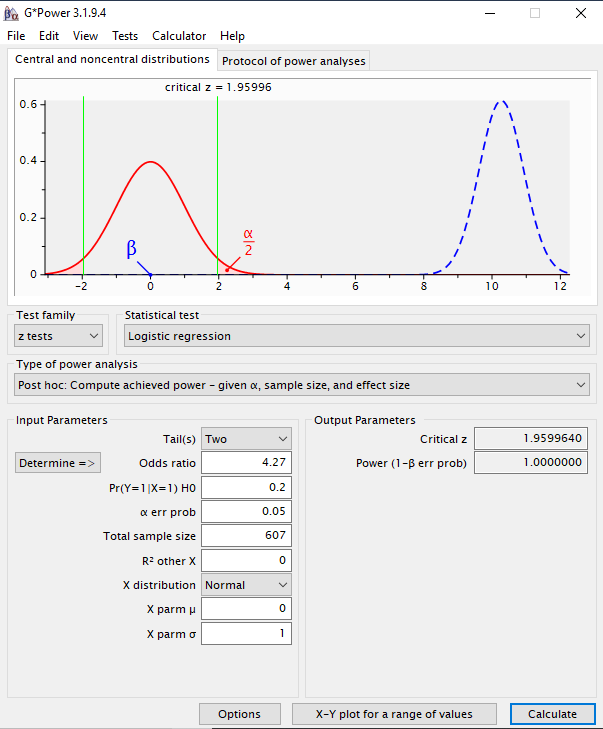 G*Power 3.1.9.4
File Edit View Tests Calculator Help
Central and noncentral distributions Protocol of power analyses
critical z = 1.95996
0.6
0.4
0.2
0
β
α
2
-2 0 2 4 6 8 10 12
Test family Statistical test
z tests Logistic regression
Type of power analysis
Post hoc: Compute achieved power - given α, sample size, and effect size
Input Parameters
Tail(s) Two
Determine => Odds ratio 4.27
Pr(Y=1|X=1) H0 0.2
α err prob 0.05
Total sample size 607
R² other X 0
X distribution Normal
X parm μ 0
X parm σ 1
Output Parameters
Critical z 1.9599640
Power (1-β err prob) 1.0000000
Options X-Y plot for a range of values Calculate